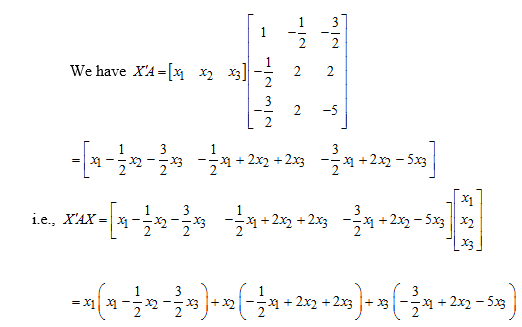 We have X'A = [x₁ x₂ x₃] [1 -1/2 -3/2; -1/2 2 2; -3/2 2 -5]
= [x₁ - 1/2 x₂ - 3/2 x₃ -1/2 x₁ + 2x₂ + 2x₃ -3/2 x₁ + 2x₂ - 5x₃]
i.e., X'AX = [x₁ - 1/2 x₂ - 3/2 x₃ -1/2 x₁ + 2x₂ + 2x₃ -3/2 x₁ + 2x₂ - 5x₃] [x₁; x₂; x₃]
= x₁(x₁ - 1/2 x₂ - 3/2 x₃) + x₂(-1/2 x₁ + 2x₂ + 2x₃) + x₃(-3/2 x₁ + 2x₂ - 5x₃)